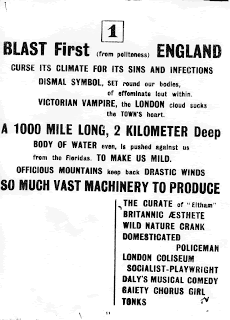 1
BLAST First (from politeness) ENGLAND
CURSE ITS CLIMATE FOR ITS SINS AND INFECTIONS
DISMAL SYMBOL, SET round our bodies,
of effeminate lout within.
VICTORIAN VAMPIRE, the LONDON cloud sucks
the TOWN'S heart.
A 1000 MILE LONG, 2 KILOMETER Deep
BODY OF WATER even, is pushed against us
from the Floridas, TO MAKE US MILD.
OFFICIOUS MOUNTAINS keep back DRASTIC WINDS
SO MUCH VAST MACHINERY TO PRODUCE
THE CURATE of "Eltham"
BRITANNIC ÆSTHETE
WILD NATURE CRANK
DOMESTICATED
POLICEMAN
LONDON COLISEUM
SOCIALIST-PLAYWRIGHT
DALY'S MUSICAL COMEDY
GAIETY CHORUS GIRL
TONKS